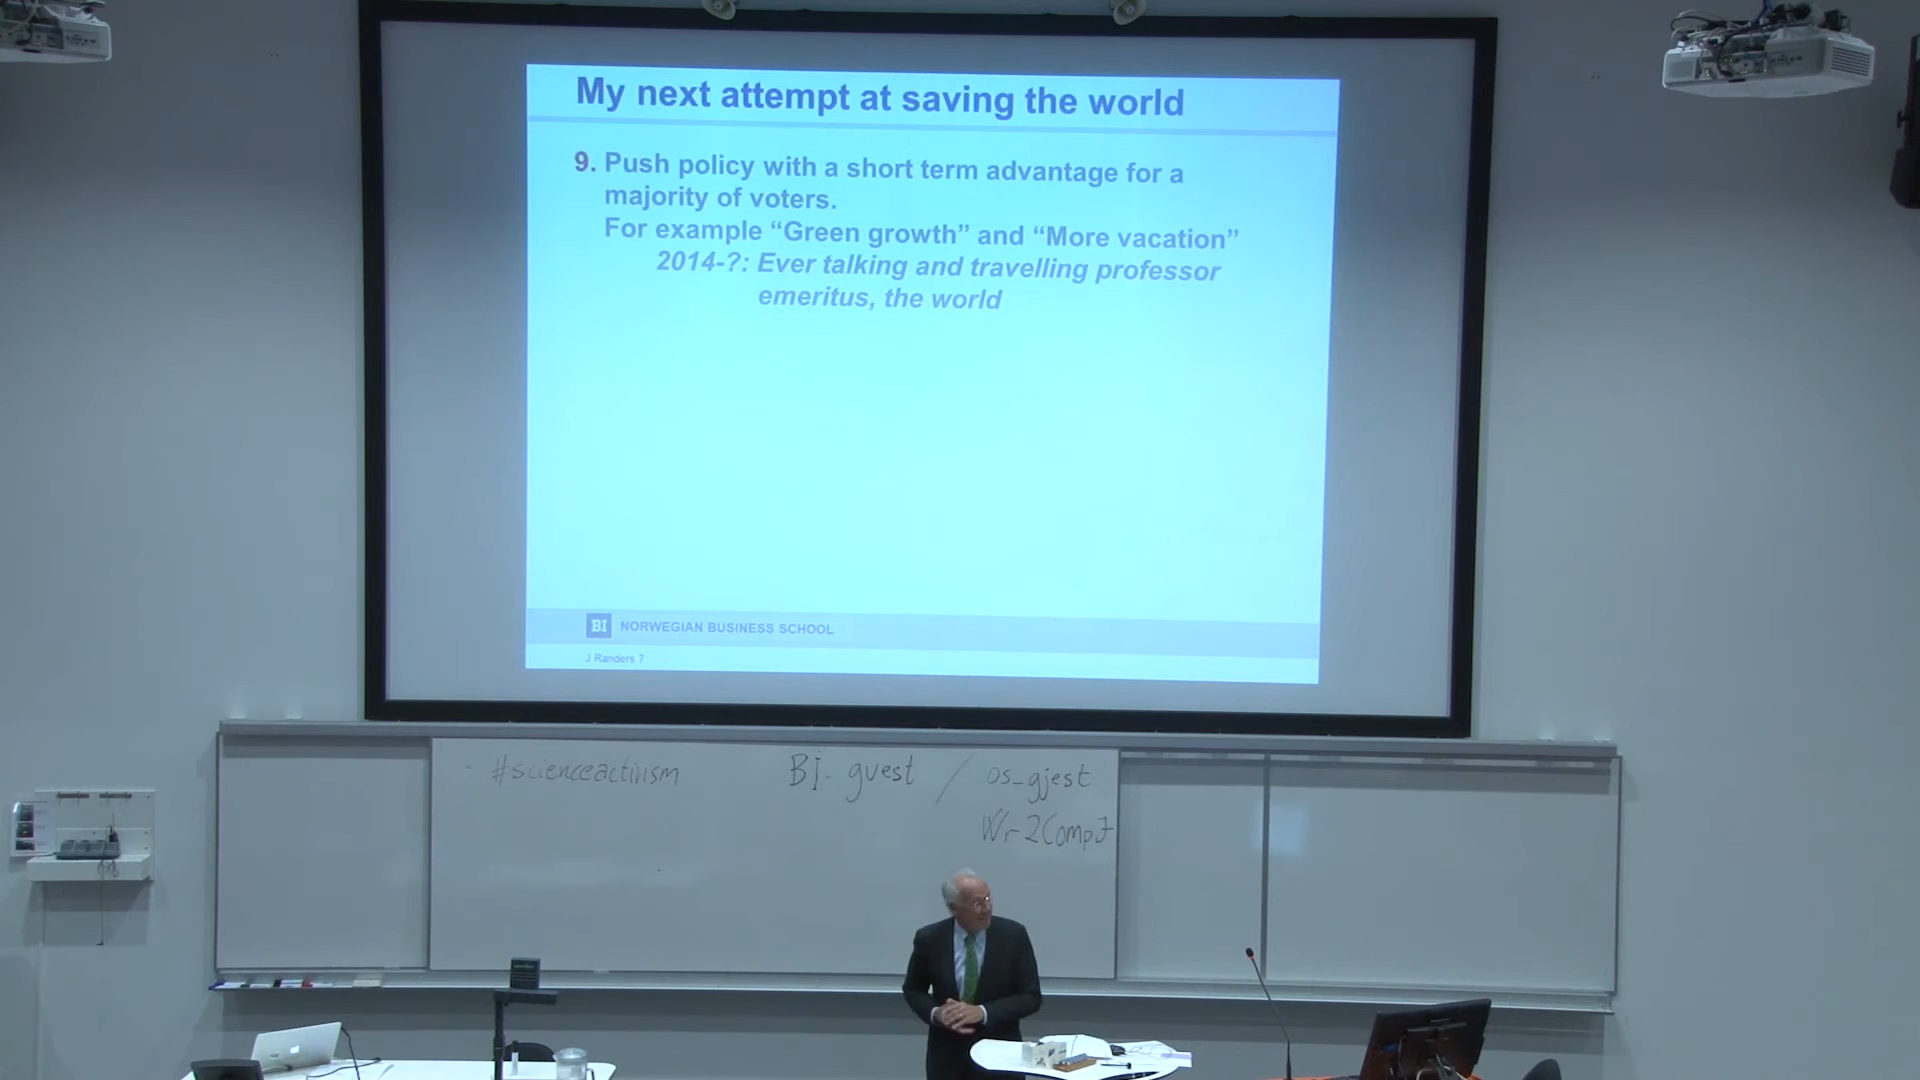 My next attempt at saving the world
9. Push policy with a short term advantage for a
majority of voters.
For example “Green growth” and “More vacation”
2014-?: Ever talking and travelling professor
emeritus, the world
BI NORWEGIAN BUSINESS SCHOOL
J Randers 7
#scienceactivism BI-guest / os_gjest
Wr2Comp7